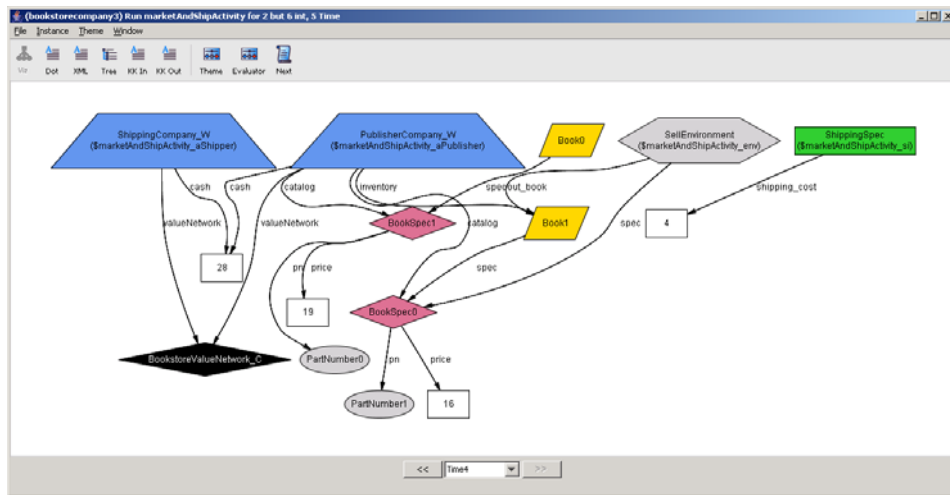 (bookstorecompany3) Run marketAndShipActivity for 2 but 6 int, 5 Time
File Instance Theme Window
Viz Dot XML Tree KK In KK Out Theme Evaluator Next
ShippingCompany_W
($marketAndShipActivity_aShipper)
PublisherCompany_W
($marketAndShipActivity_aPublisher)
Book0
SellEnvironment
($marketAndShipActivity_env)
ShippingSpec
($marketAndShipActivity_si)
cash
cash
catalog
inventory
spec
out_book
shipping_cost
valueNetwork
valueNetwork
BookSpec1
catalog
Book1
spec
4
28
pn
price
spec
19
BookSpec0
BookstoreValueNetwork_C
PartNumber0
pn
price
PartNumber1
16
<< Time4 >>